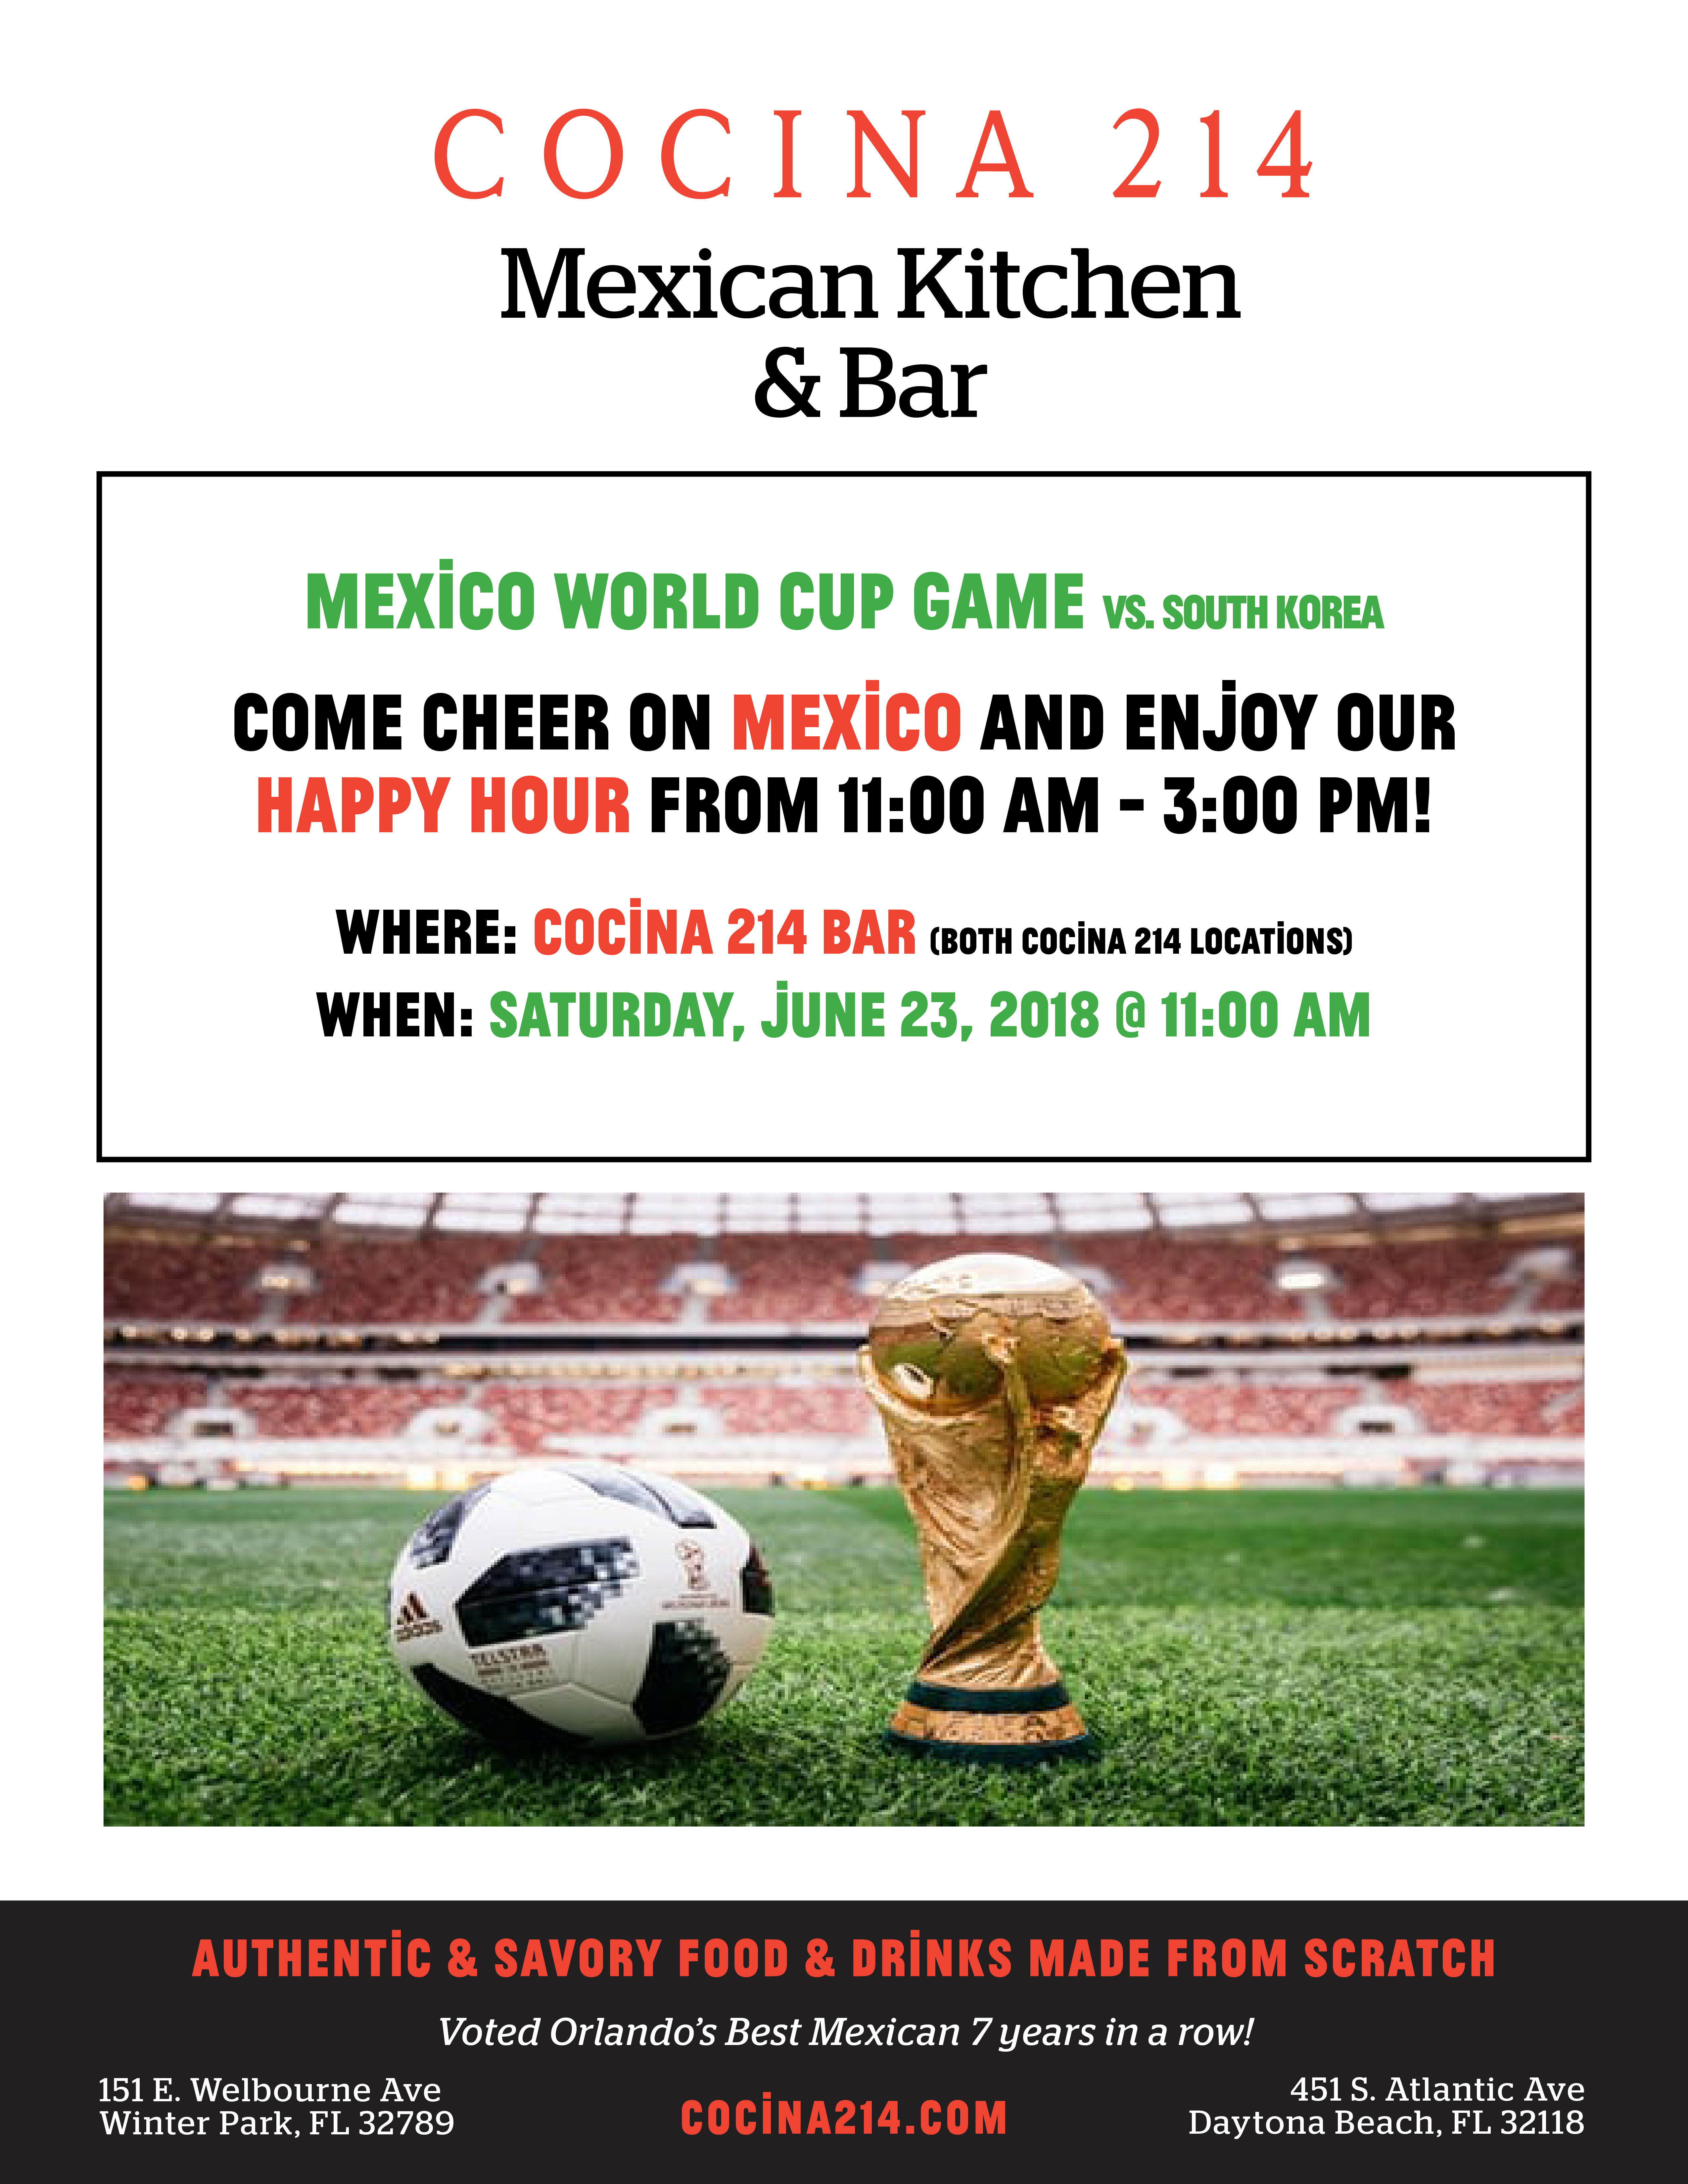 COCINA 214
Mexican Kitchen
& Bar
MEXiCO WORLD CUP GAME VS. SOUTH KOREA
COME CHEER ON MEXiCO AND ENjOY OUR
HAPPY HOUR FROM 11:00 AM - 3:00 PM!
WHERE: COCiNA 214 BAR (BOTH COCiNA 214 LOCATiONS)
WHEN: SATURDAY, jUNE 23, 2018 @ 11:00 AM
adidas
TELSTAR
AUTHENTiC & SAVORY FOOD & DRiNKS MADE FROM SCRATCH
Voted Orlando's Best Mexican 7 years in a row!
151 E. Welbourne Ave
Winter Park, FL 32789
COCiNA214.COM
451 S. Atlantic Ave
Daytona Beach, FL 32118